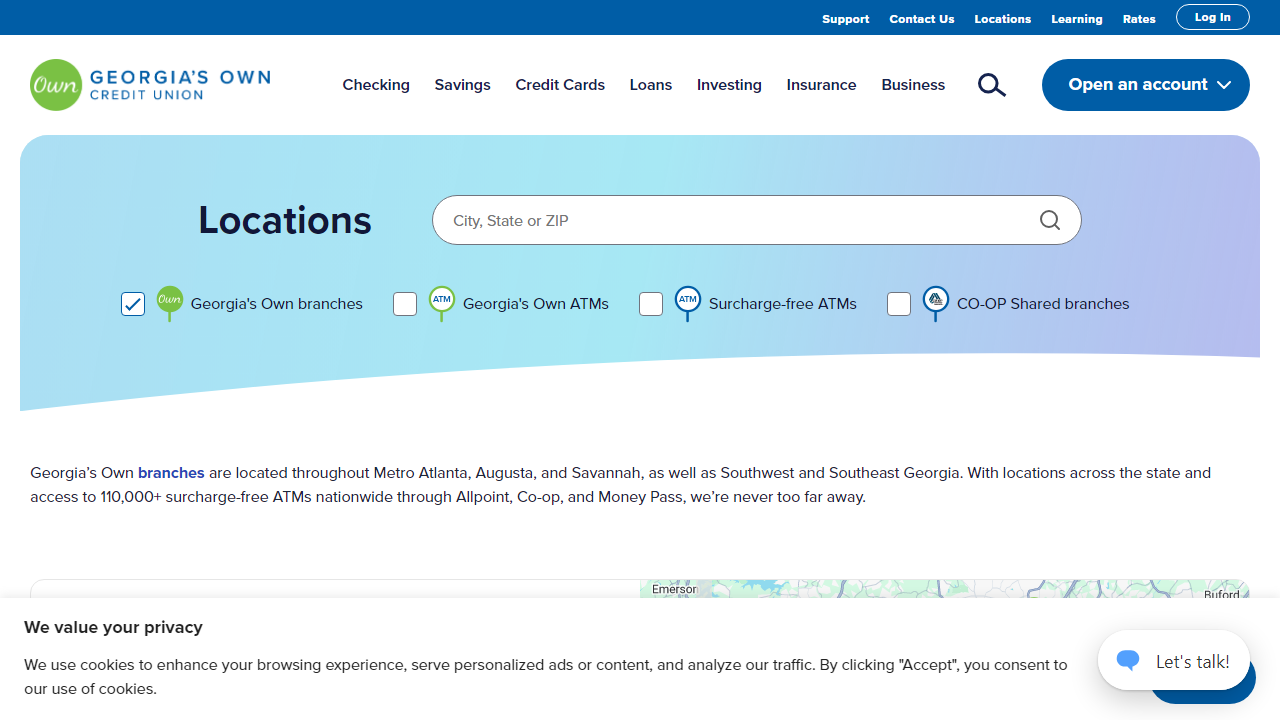 Support Contact Us Locations Learning Rates Log In
Own GEORGIA'S OWN
CREDIT UNION
Checking Savings Credit Cards Loans Investing Insurance Business Open an account
Locations City, State or ZIP
Own Georgia's Own branches ATM Georgia's Own ATMs ATM Surcharge-free ATMs CO-OP Shared branches
Georgia’s Own branches are located throughout Metro Atlanta, Augusta, and Savannah, as well as Southwest and Southeast Georgia. With locations across the state and
access to 110,000+ surcharge-free ATMs nationwide through Allpoint, Co-op, and Money Pass, we’re never too far away.
Emerson
Buford
We value your privacy
We use cookies to enhance your browsing experience, serve personalized ads or content, and analyze our traffic. By clicking "Accept", you consent to
our use of cookies.
Let's talk!